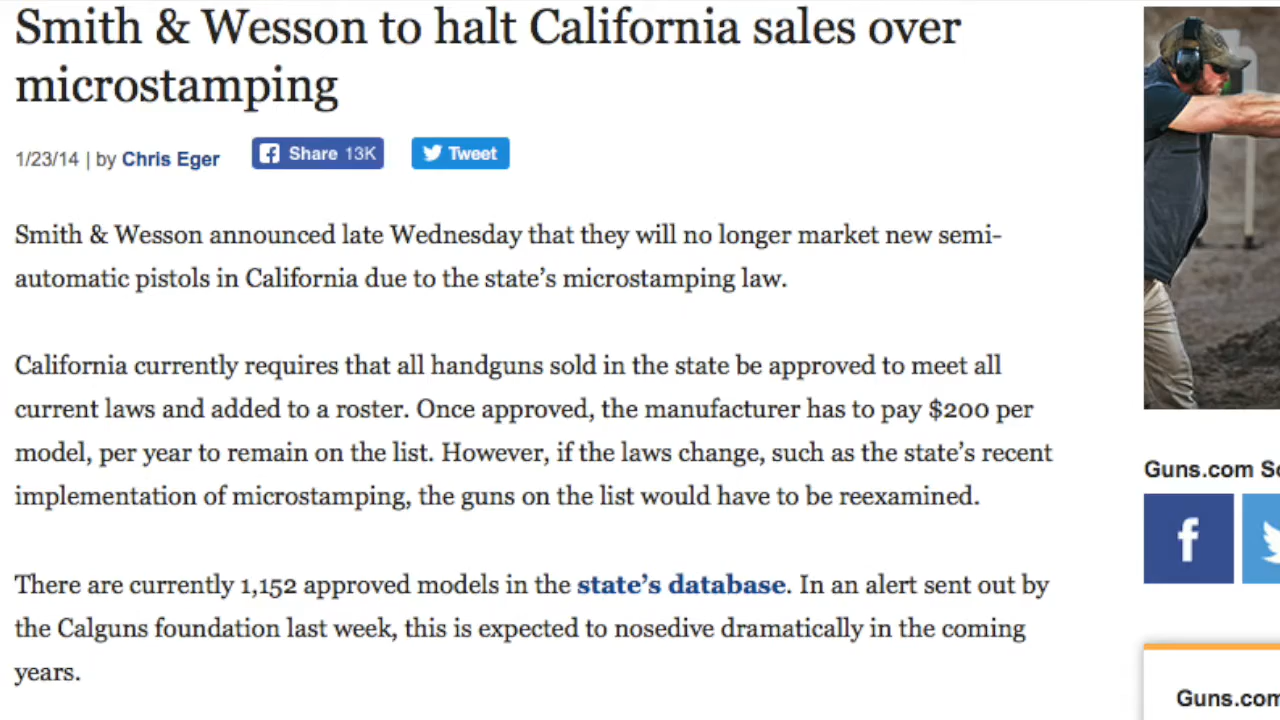 Smith & Wesson to halt California sales over
microstamping
1/23/14 | by Chris Eger
Share 13K
Tweet
Smith & Wesson announced late Wednesday that they will no longer market new semi-
automatic pistols in California due to the state’s microstamping law.
California currently requires that all handguns sold in the state be approved to meet all
current laws and added to a roster. Once approved, the manufacturer has to pay $200 per
model, per year to remain on the list. However, if the laws change, such as the state’s recent
implementation of microstamping, the guns on the list would have to be reexamined.
There are currently 1,152 approved models in the state’s database. In an alert sent out by
the Calguns foundation last week, this is expected to nosedive dramatically in the coming
years.
Guns.com
Guns.com